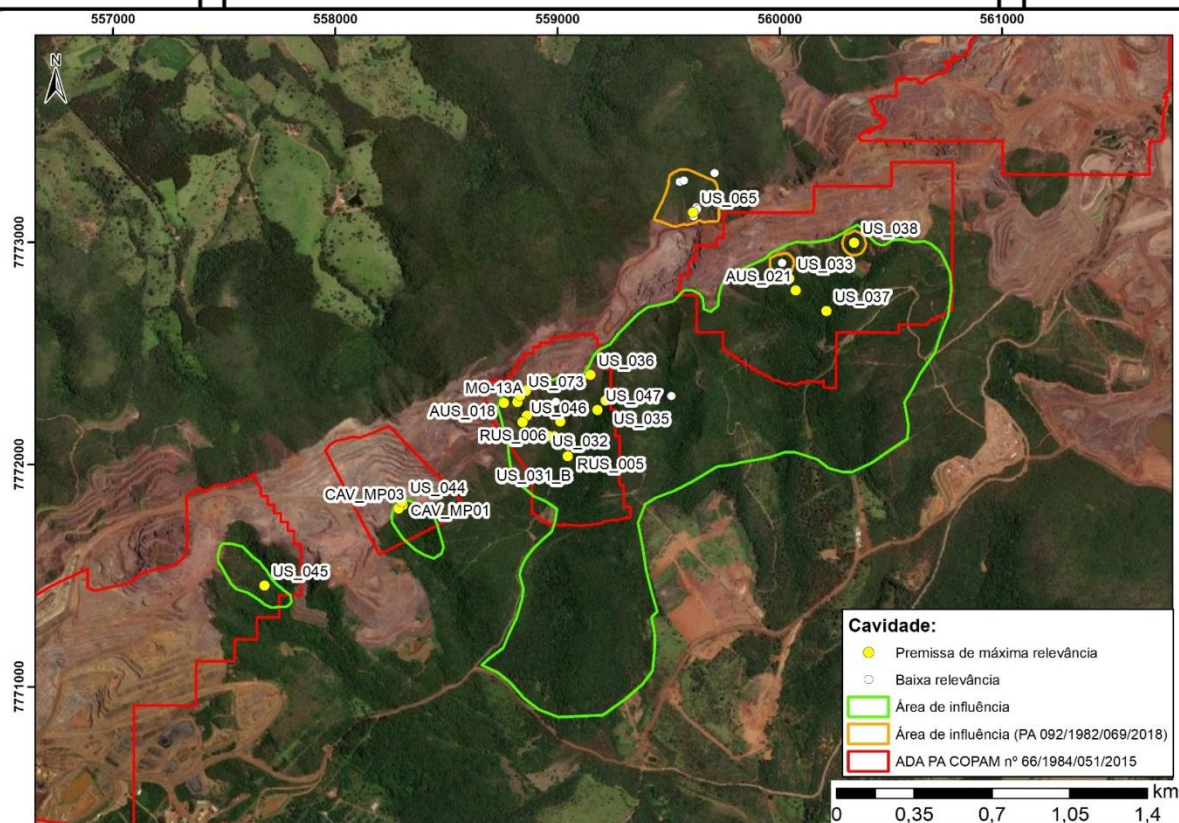 557000 558000 559000 560000 561000
N
7773000
7772000
7771000
US_065
US_038
US_033
AUS_021
US_037
US_036
US_073
MO-13A
US_047
AUS_018
US_046
US_035
RUS_006
US_032
RUS_005
US_031_B
US_044
CAV_MP03
CAV_MP01
US_045
Cavidade:
Premissa de máxima relevância
Baixa relevância
Área de influência
Área de influência (PA 092/1982/069/2018)
ADA PA COPAM nº 66/1984/051/2015
km
0 0,35 0,7 1,05 1,4